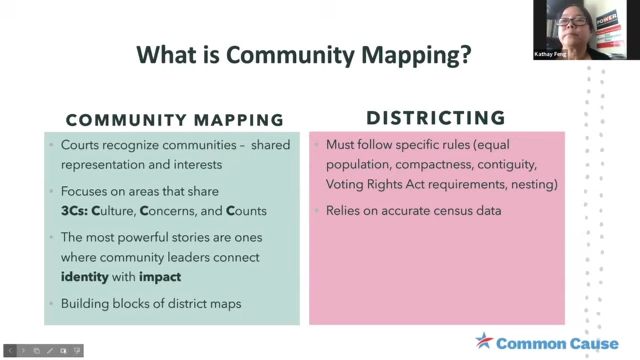 What is Community Mapping?
POWER
Kathay Feng
COMMUNITY MAPPING
Courts recognize communities – shared
representation and interests
Focuses on areas that share
3Cs: Culture, Concerns, and Counts
The most powerful stories are ones
where community leaders connect
identity with impact
Building blocks of district maps
DISTRICTING
Must follow specific rules (equal
population, compactness, contiguity,
Voting Rights Act requirements, nesting)
Relies on accurate census data
Common Cause